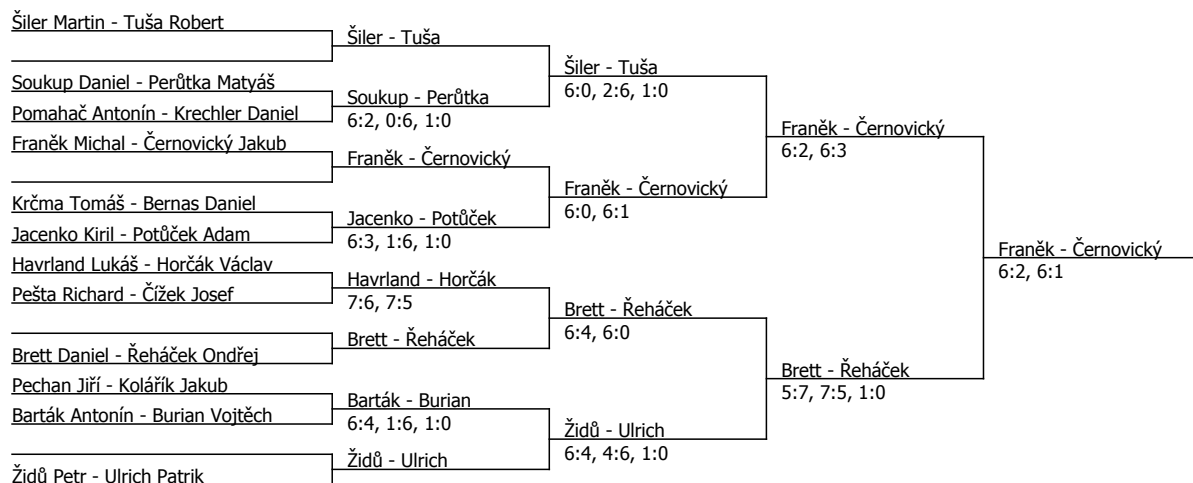 Šiler Martin - Tuša Robert
Soukup Daniel - Perůtka Matyáš
Pomahač Antonín - Krechler Daniel
Franěk Michal - Černovický Jakub
Krčma Tomáš - Bernas Daniel
Jacenko Kiril - Potůček Adam
Havrland Lukáš - Horčák Václav
Pešta Richard - Čížek Josef
Brett Daniel - Řeháček Ondřej
Pechan Jiří - Kolářík Jakub
Barták Antonín - Burian Vojtěch
Židů Petr - Ulrich Patrik
Šiler - Tuša
Soukup - Perůtka
6:2, 0:6, 1:0
Franěk - Černovický
Jacenko - Potůček
6:3, 1:6, 1:0
Havrland - Horčák
7:6, 7:5
Brett - Řeháček
Barták - Burian
6:4, 1:6, 1:0
Židů - Ulrich
Šiler - Tuša
6:0, 2:6, 1:0
Franěk - Černovický
6:0, 6:1
Brett - Řeháček
6:4, 6:0
Židů - Ulrich
6:4, 4:6, 1:0
Franěk - Černovický
6:2, 6:3
Brett - Řeháček
5:7, 7:5, 1:0
Franěk - Černovický
6:2, 6:1